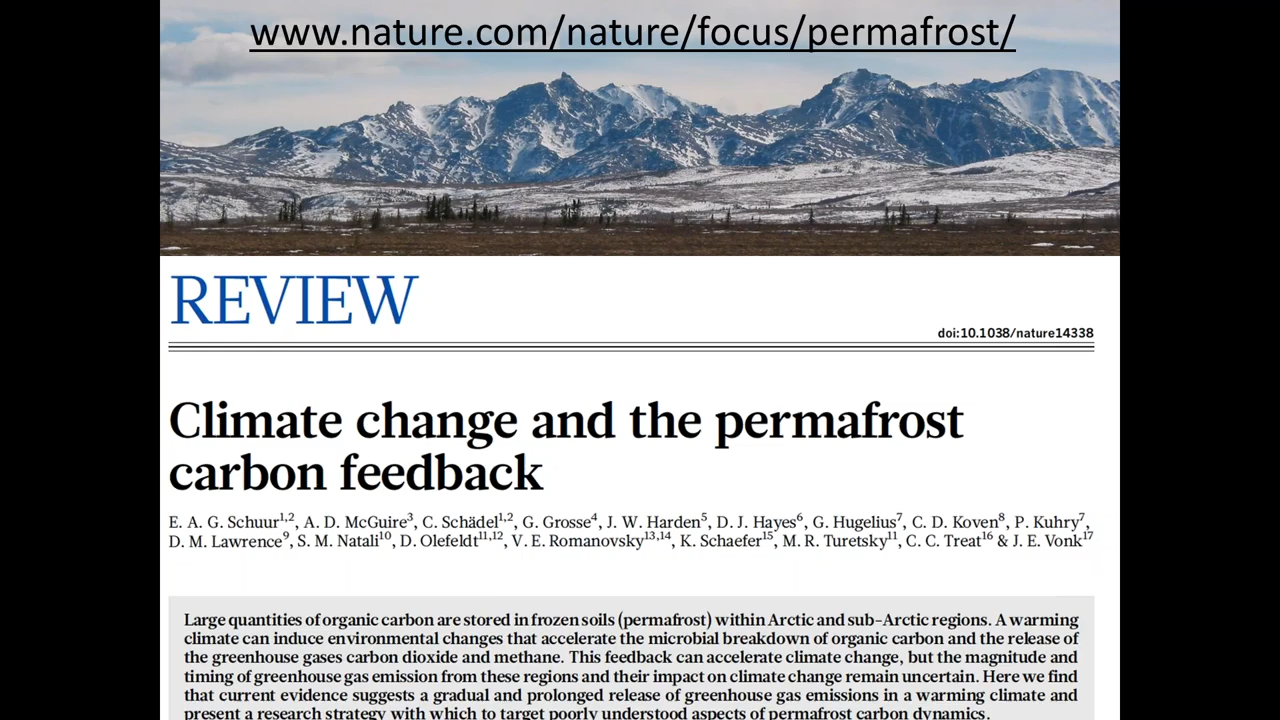 www.nature.com/nature/focus/permafrost/
REVIEW
doi:10.1038/nature14338
Climate change and the permafrost
carbon feedback
E. A. G. Schuur1,2, A. D. McGuire3, C. Schädel1,2, G. Grosse4, J. W. Harden5, D. J. Hayes6, G. Hugelius7, C. D. Koven8, P. Kuhry7,
D. M. Lawrence9, S. M. Natali10, D. Olefeldt11,12, V. E. Romanovsky13,14, K. Schaefer15, M. R. Turetsky11, C. C. Treat16 & J. E. Vonk17
Large quantities of organic carbon are stored in frozen soils (permafrost) within Arctic and sub-Arctic regions. A warming
climate can induce environmental changes that accelerate the microbial breakdown of organic carbon and the release of
the greenhouse gases carbon dioxide and methane. This feedback can accelerate climate change, but the magnitude and
timing of greenhouse gas emission from these regions and their impact on climate change remain uncertain. Here we find
that current evidence suggests a gradual and prolonged release of greenhouse gas emissions in a warming climate and
present a research strategy with which to target poorly understood aspects of permafrost carbon dynamics.